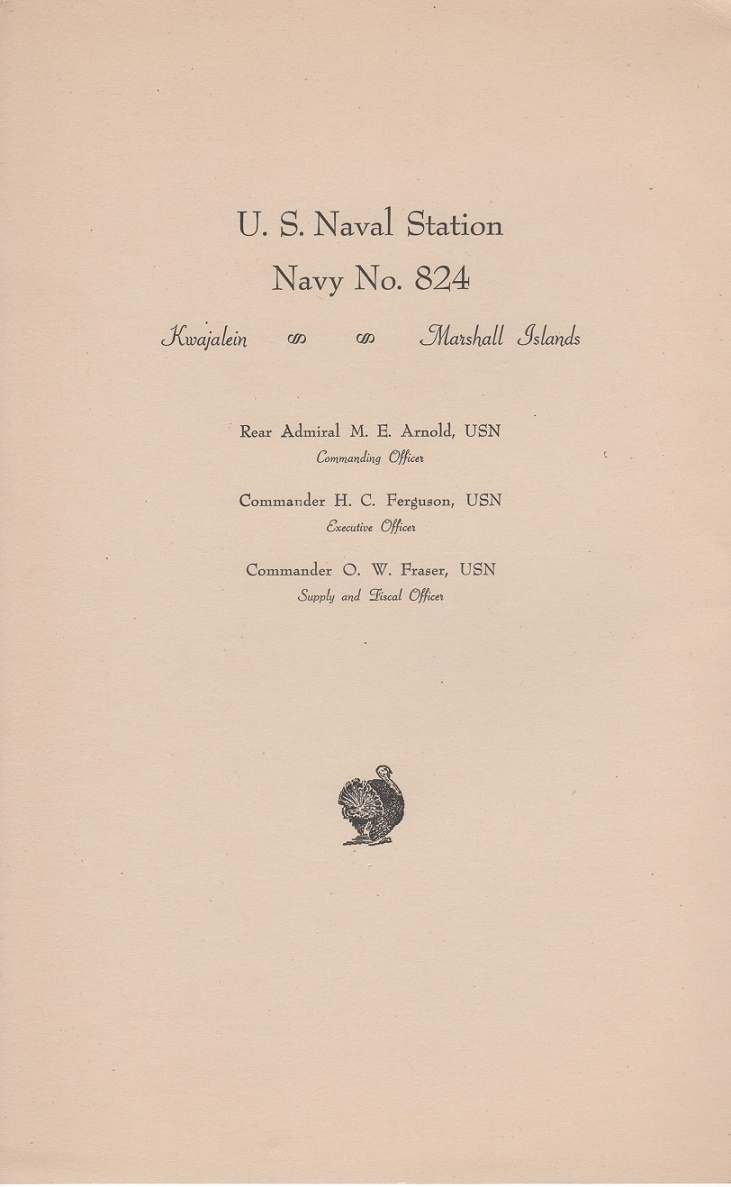 U. S. Naval Station
Navy No. 824
Kwajalein Marshall Islands
Rear Admiral M. E. Arnold, USN
Commanding Officer
Commander H. C. Ferguson, USN
Executive Officer
Commander O. W. Fraser, USN
Supply and Fiscal Officer